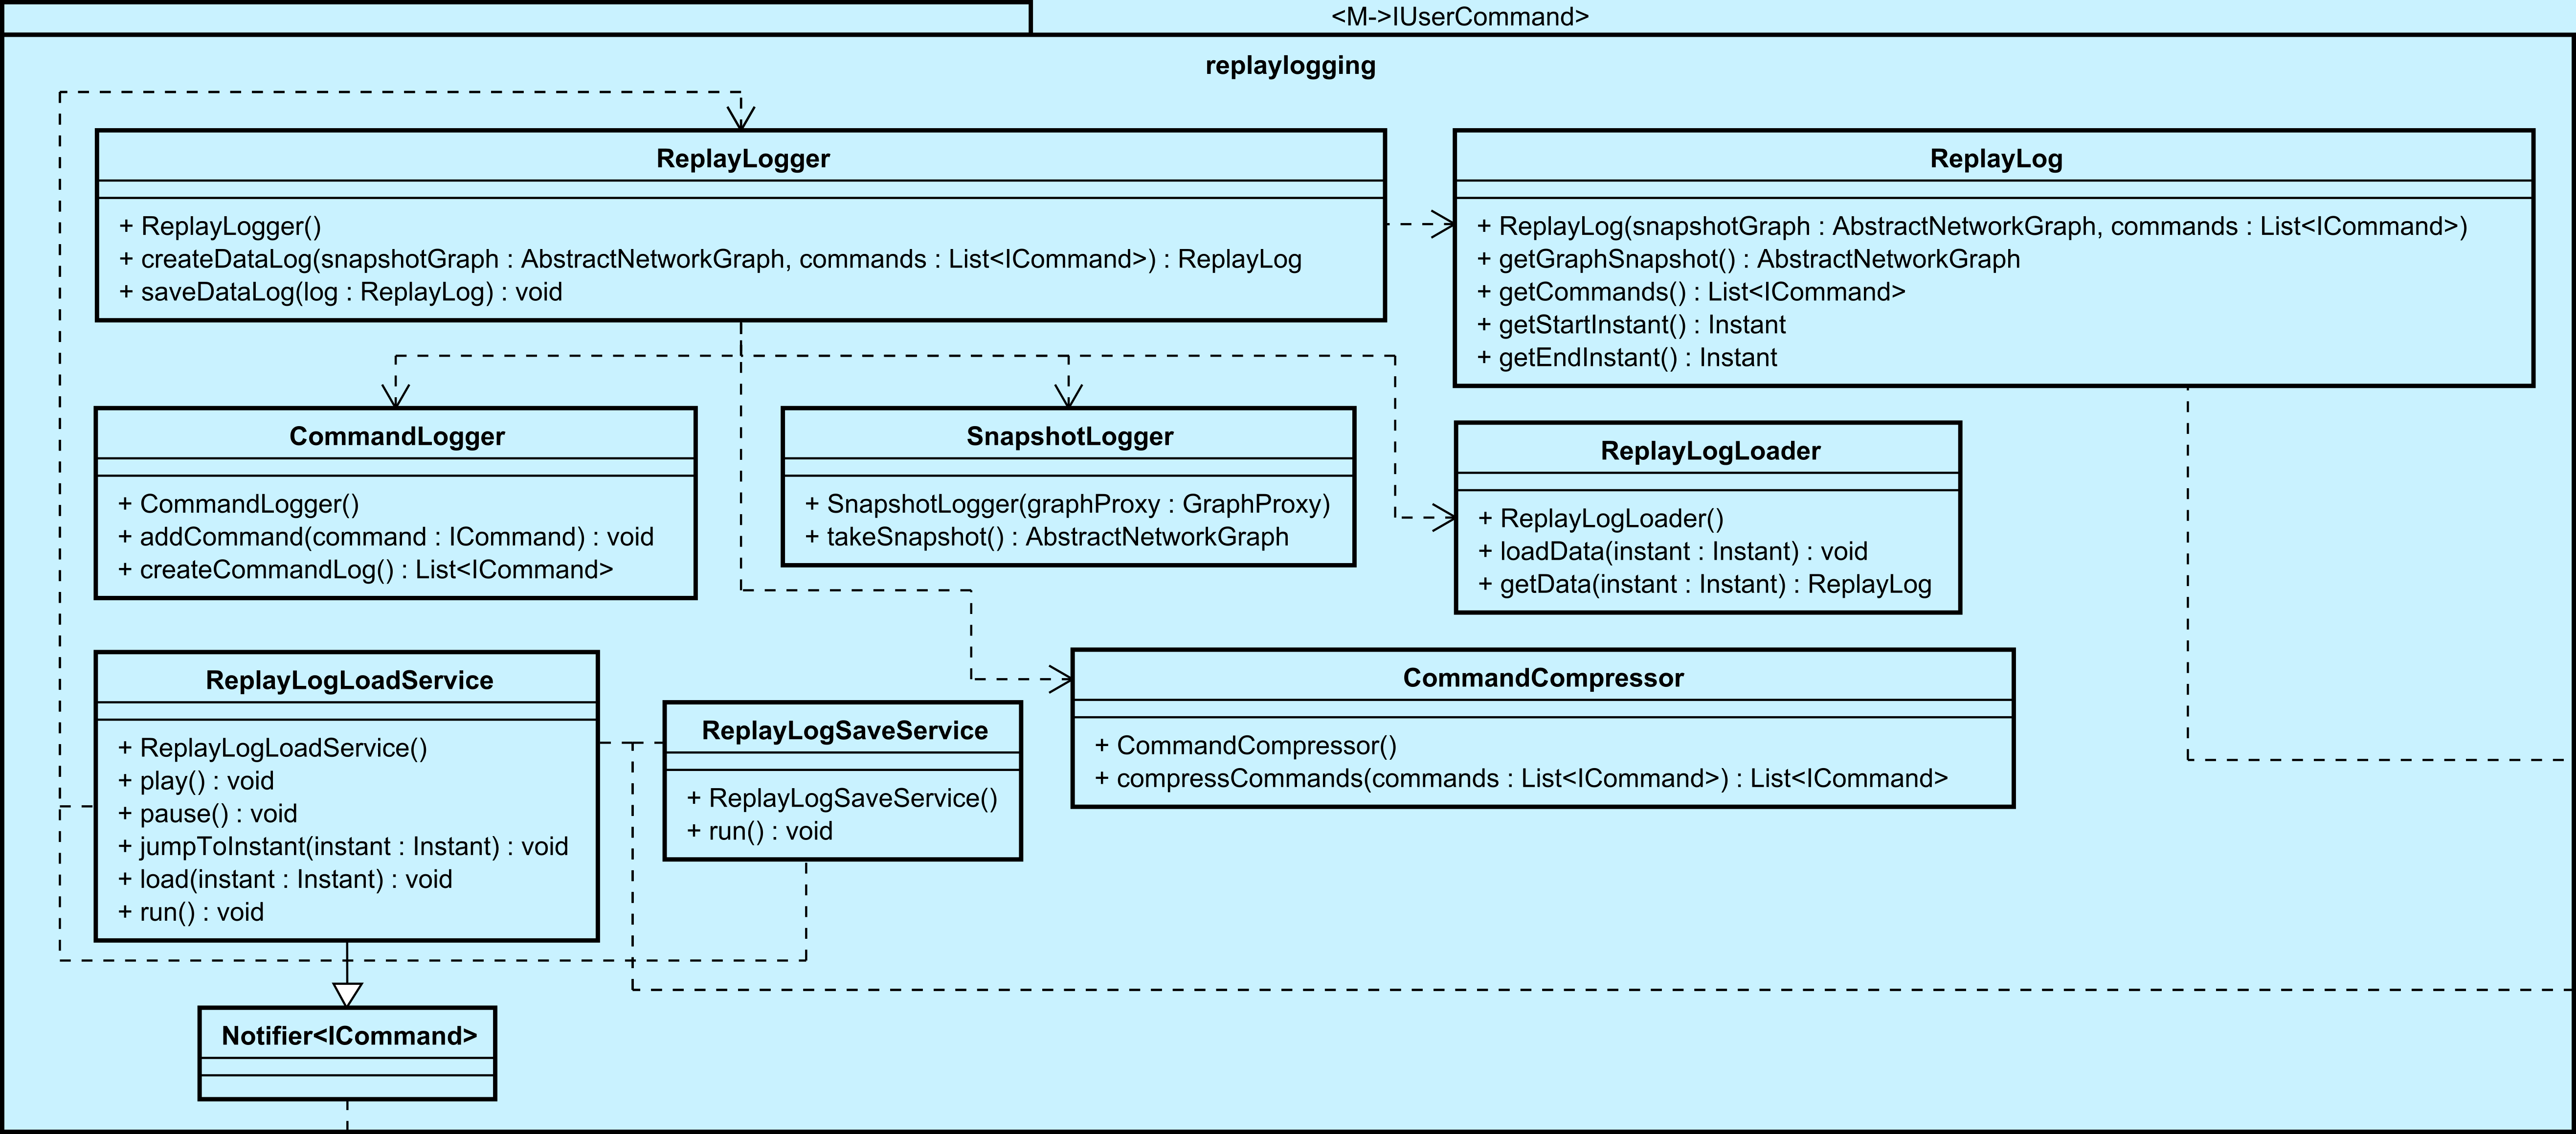 <M->IUserCommand>
replaylogging
ReplayLogger
+ ReplayLogger()
+ createDataLog(snapshotGraph : AbstractNetworkGraph, commands : List<ICommand>) : ReplayLog
+ saveDataLog(log : ReplayLog) : void
ReplayLog
+ ReplayLog(snapshotGraph : AbstractNetworkGraph, commands : List<ICommand>)
+ getGraphSnapshot() : AbstractNetworkGraph
+ getCommands() : List<ICommand>
+ getStartInstant() : Instant
+ getEndInstant() : Instant
CommandLogger
+ CommandLogger()
+ addCommand(command : ICommand) : void
+ createCommandLog() : List<ICommand>
SnapshotLogger
+ SnapshotLogger(graphProxy : GraphProxy)
+ takeSnapshot() : AbstractNetworkGraph
ReplayLogLoader
+ ReplayLogLoader()
+ loadData(instant : Instant) : void
+ getData(instant : Instant) : ReplayLog
ReplayLogLoadService
+ ReplayLogLoadService()
+ play() : void
+ pause() : void
+ jumpToInstant(instant : Instant) : void
+ load(instant : Instant) : void
+ run() : void
ReplayLogSaveService
+ ReplayLogSaveService()
+ run() : void
CommandCompressor
+ CommandCompressor()
+ compressCommands(commands : List<ICommand>) : List<ICommand>
Notifier<ICommand>